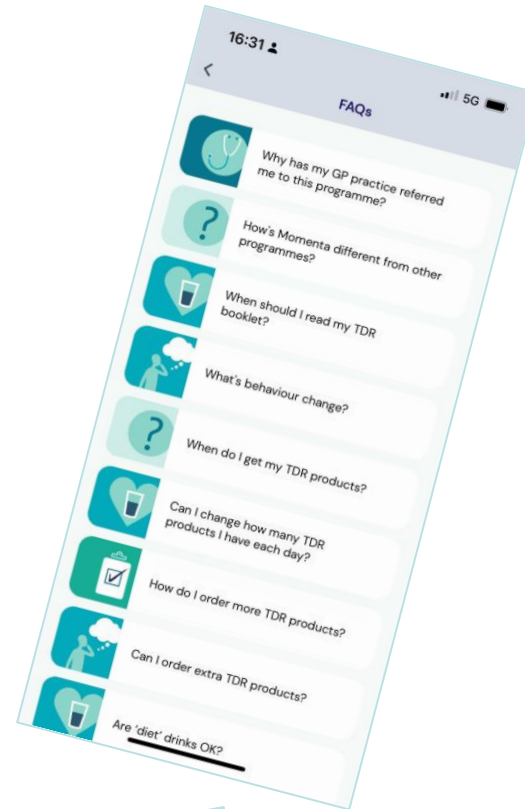 16:31
5G
FAQs
Why has my GP practice referred
me to this programme?
How's Momenta different from other
programmes?
When should I read my TDR
booklet?
What's behaviour change?
When do I get my TDR products?
Can I change how many TDR
products I have each day?
How do I order more TDR products?
Can I order extra TDR products?
Are ‘diet’ drinks OK?